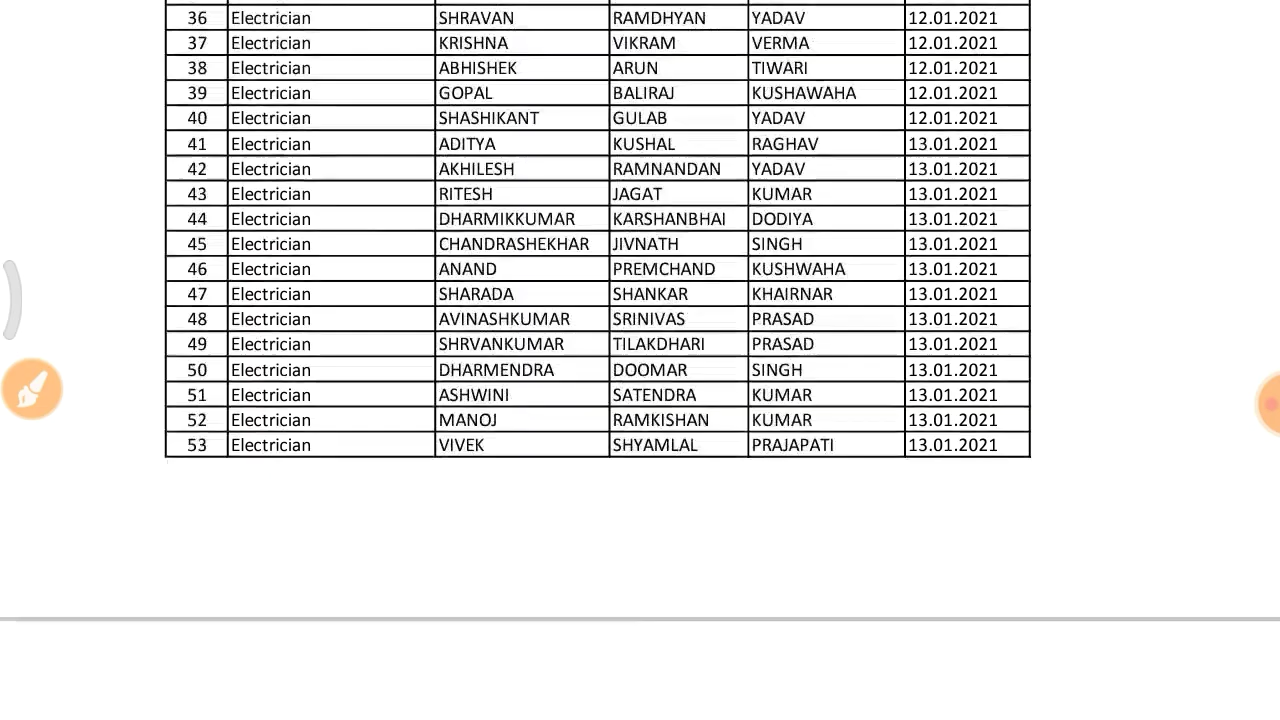 36 Electrician SHRAVAN RAMDHYAN YADAV 12.01.2021
37 Electrician KRISHNA VIKRAM VERMA 12.01.2021
38 Electrician ABHISHEK ARUN TIWARI 12.01.2021
39 Electrician GOPAL BALIRAJ KUSHAWAHA 12.01.2021
40 Electrician SHASHIKANT GULAB YADAV 12.01.2021
41 Electrician ADITYA KUSHAL RAGHAV 13.01.2021
42 Electrician AKHILESH RAMNANDAN YADAV 13.01.2021
43 Electrician RITESH JAGAT KUMAR 13.01.2021
44 Electrician DHARMIKKUMAR KARSHANBHAI DODIYA 13.01.2021
45 Electrician CHANDRASHEKHAR JIVNATH SINGH 13.01.2021
46 Electrician ANAND PREMCHAND KUSHWAHA 13.01.2021
47 Electrician SHARADA SHANKAR KHAIRNAR 13.01.2021
48 Electrician AVINASHKUMAR SRINIVAS PRASAD 13.01.2021
49 Electrician SHRVANKUMAR TILAKDHARI PRASAD 13.01.2021
50 Electrician DHARMENDRA DOOMAR SINGH 13.01.2021
51 Electrician ASHWINI SATENDRA KUMAR 13.01.2021
52 Electrician MANOJ RAMKISHAN KUMAR 13.01.2021
53 Electrician VIVEK SHYAMLAL PRAJAPATI 13.01.2021